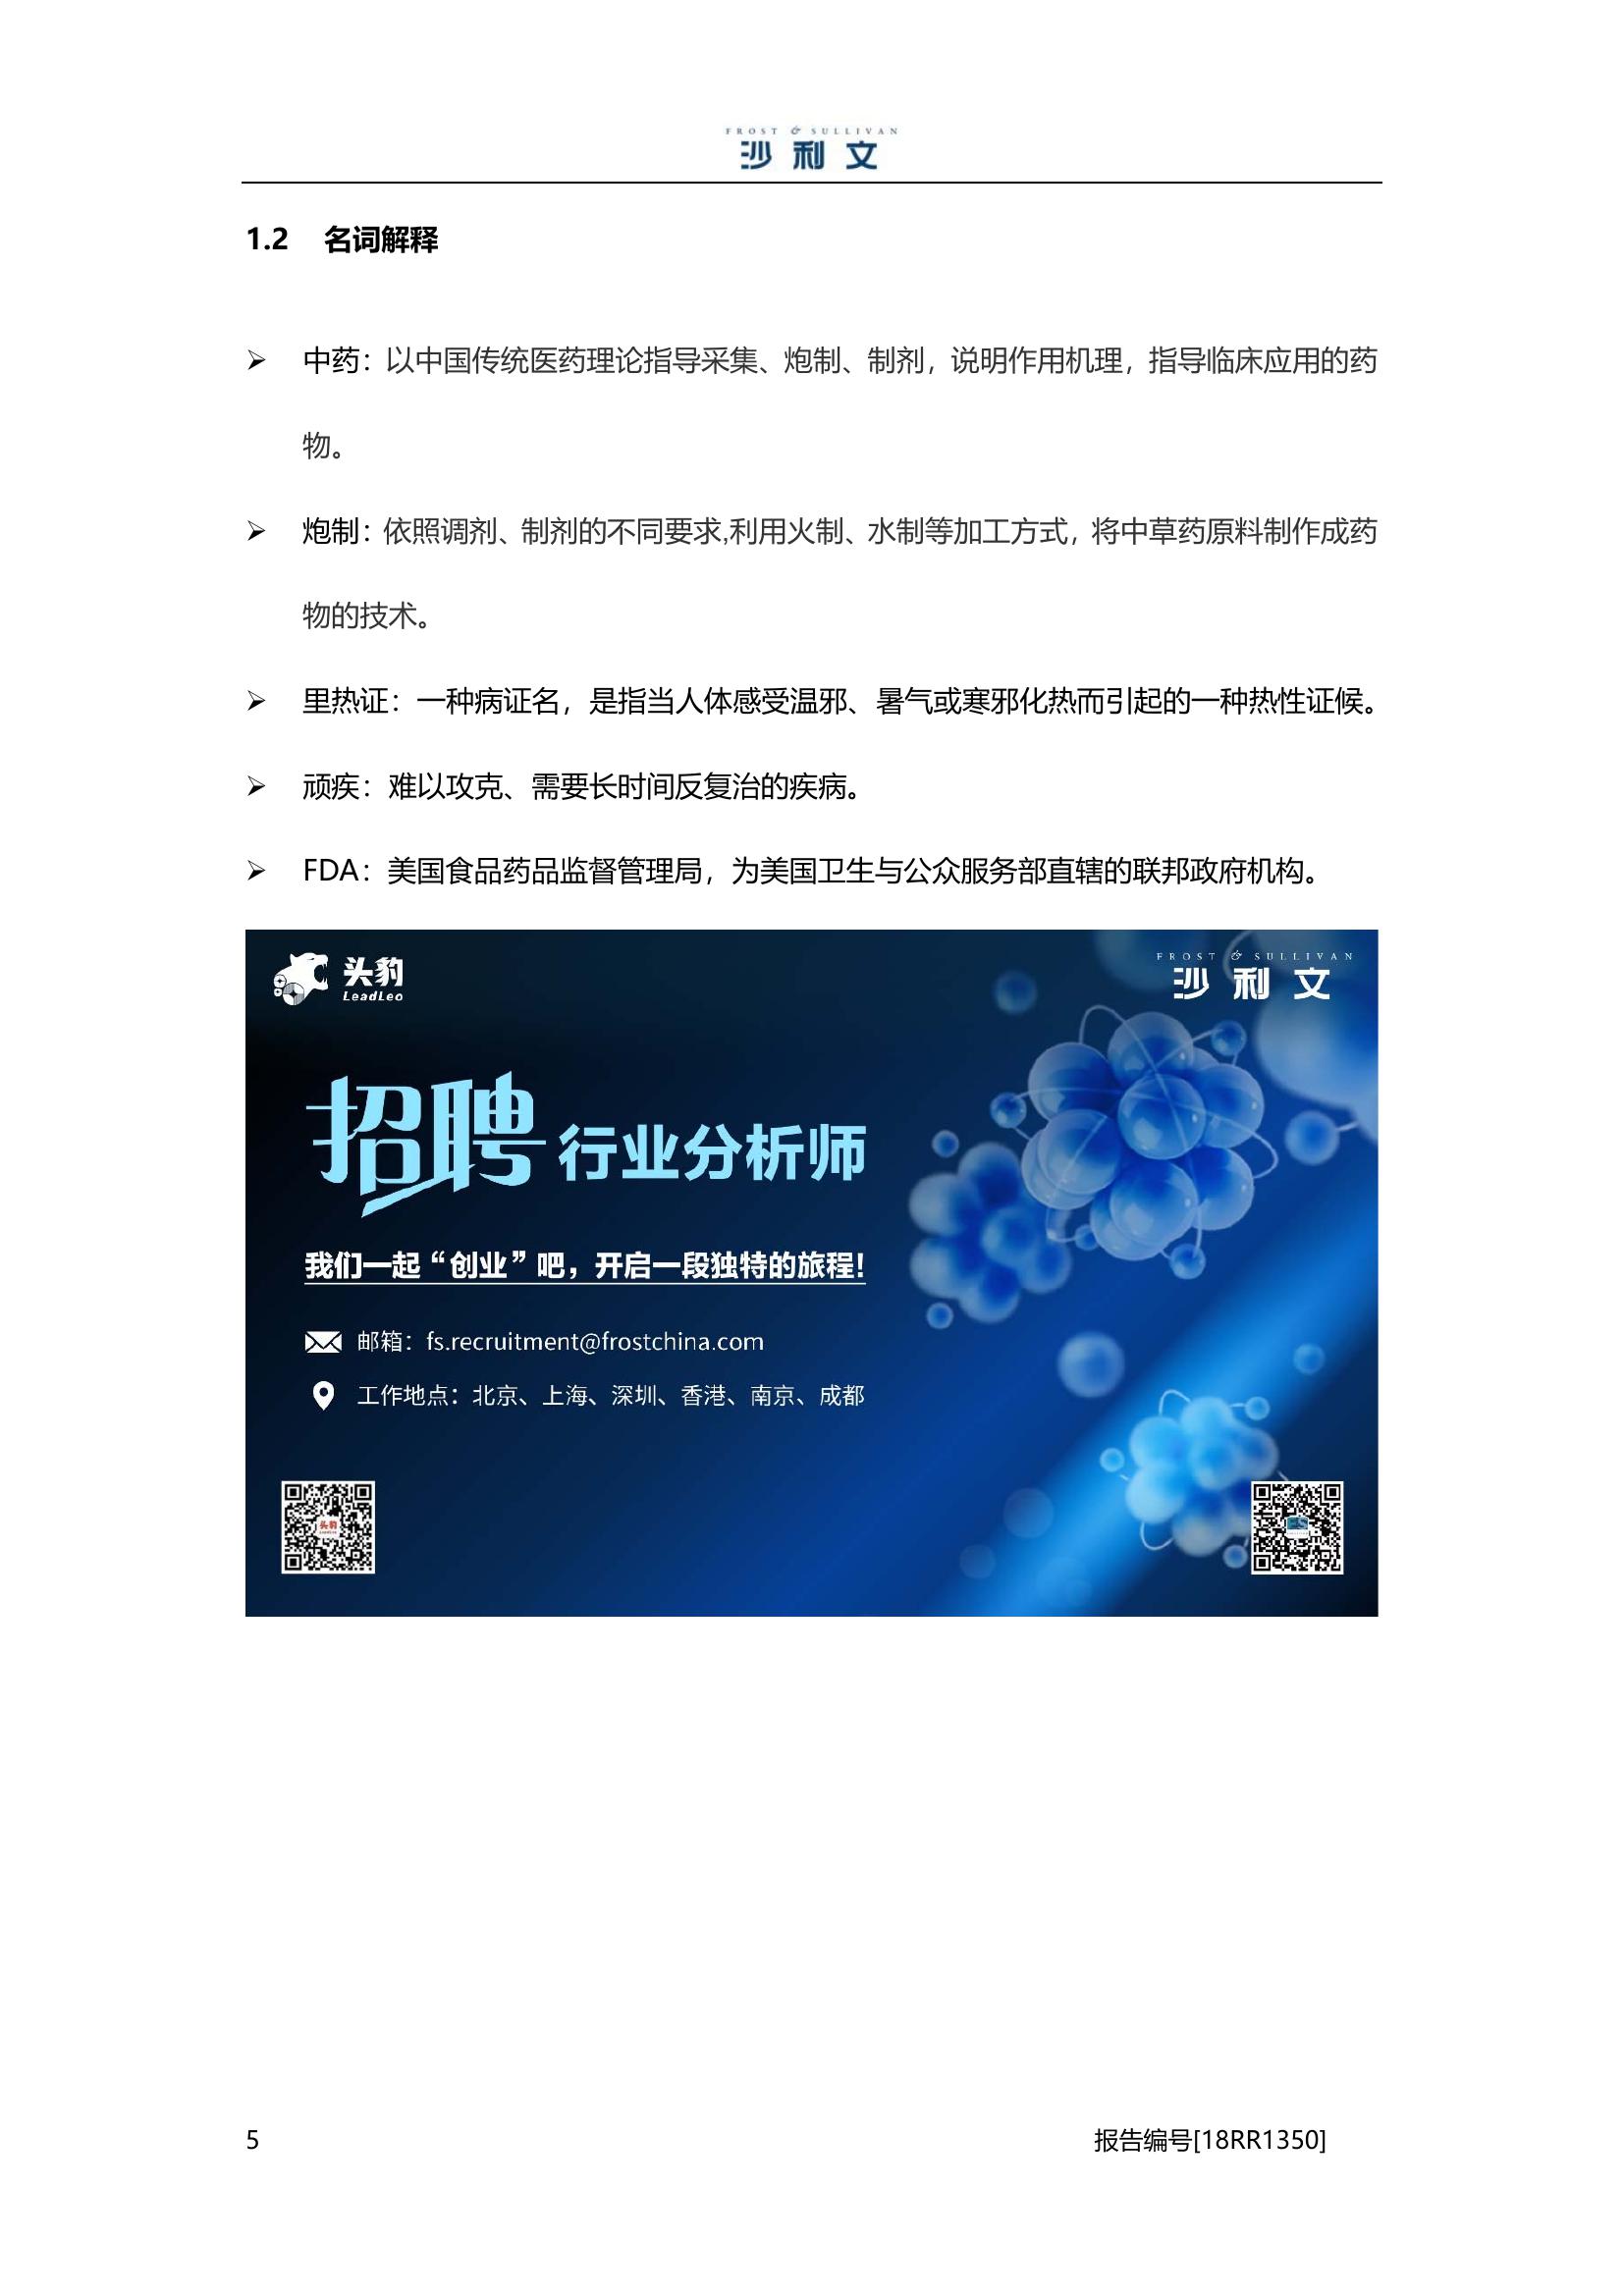 FROST & SULLIVAN
沙利文
1.2 名词解释
➢ 中药：以中国传统医药理论指导采集、炮制、制剂，说明作用机理，指导临床应用的药
物。
➢ 炮制：依照调剂、制剂的不同要求,利用火制、水制等加工方式，将中草药原料制作成药
物的技术。
➢ 里热证：一种病证名，是指当人体感受温邪、暑气或寒邪化热而引起的一种热性证候。
➢ 顽疾：难以攻克、需要长时间反复治的疾病。
➢ FDA：美国食品药品监督管理局，为美国卫生与公众服务部直辖的联邦政府机构。
头豹
LeadLeo
FROST & SULLIVAN
沙利文
招聘行业分析师
我们一起“创业”吧，开启一段独特的旅程！
邮箱：fs.recruitment@frostchina.com
工作地点：北京、上海、深圳、香港、南京、成都
头豹
5 报告编号[18RR1350]